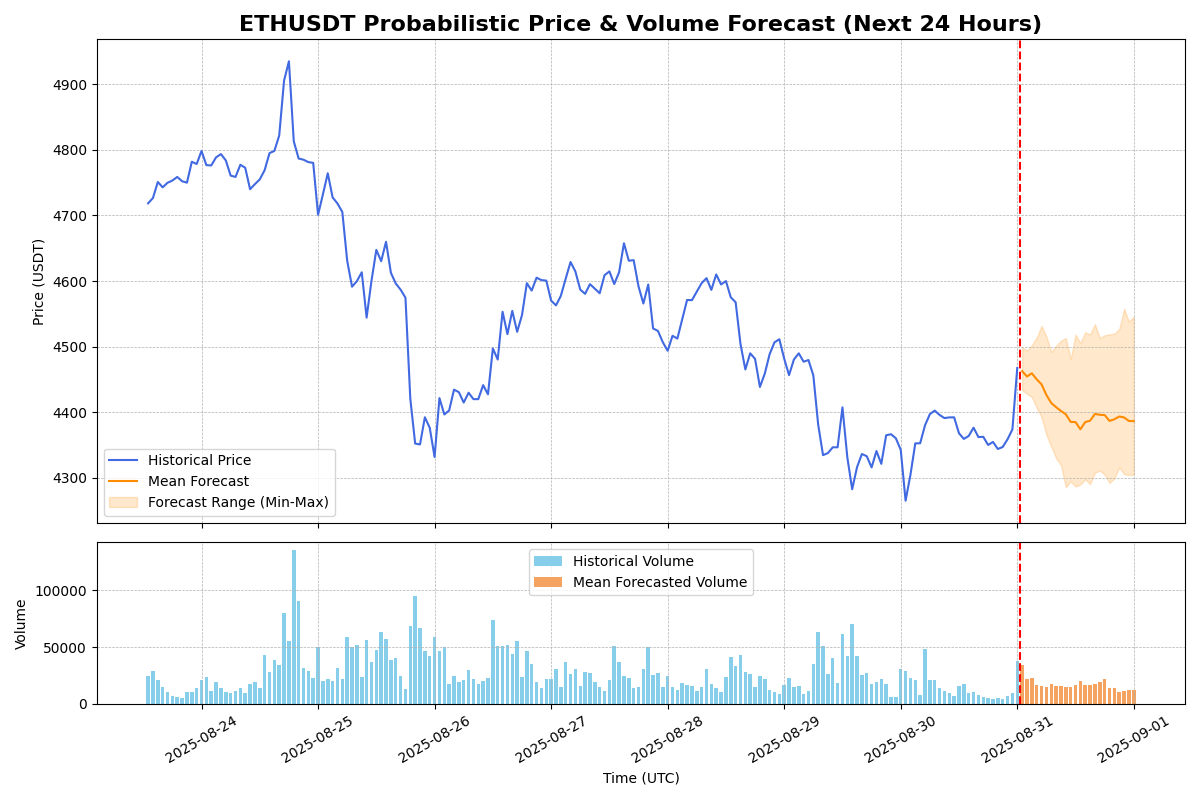 ETHUSDT Probabilistic Price & Volume Forecast (Next 24 Hours)
Price (USDT)
4900
4800
4700
4600
4500
4400
4300
Historical Price
Mean Forecast
Forecast Range (Min-Max)
Volume
100000
50000
0
Historical Volume
Mean Forecasted Volume
2025-08-24
2025-08-25
2025-08-26
2025-08-27
2025-08-28
2025-08-29
2025-08-30
2025-08-31
2025-09-01
Time (UTC)